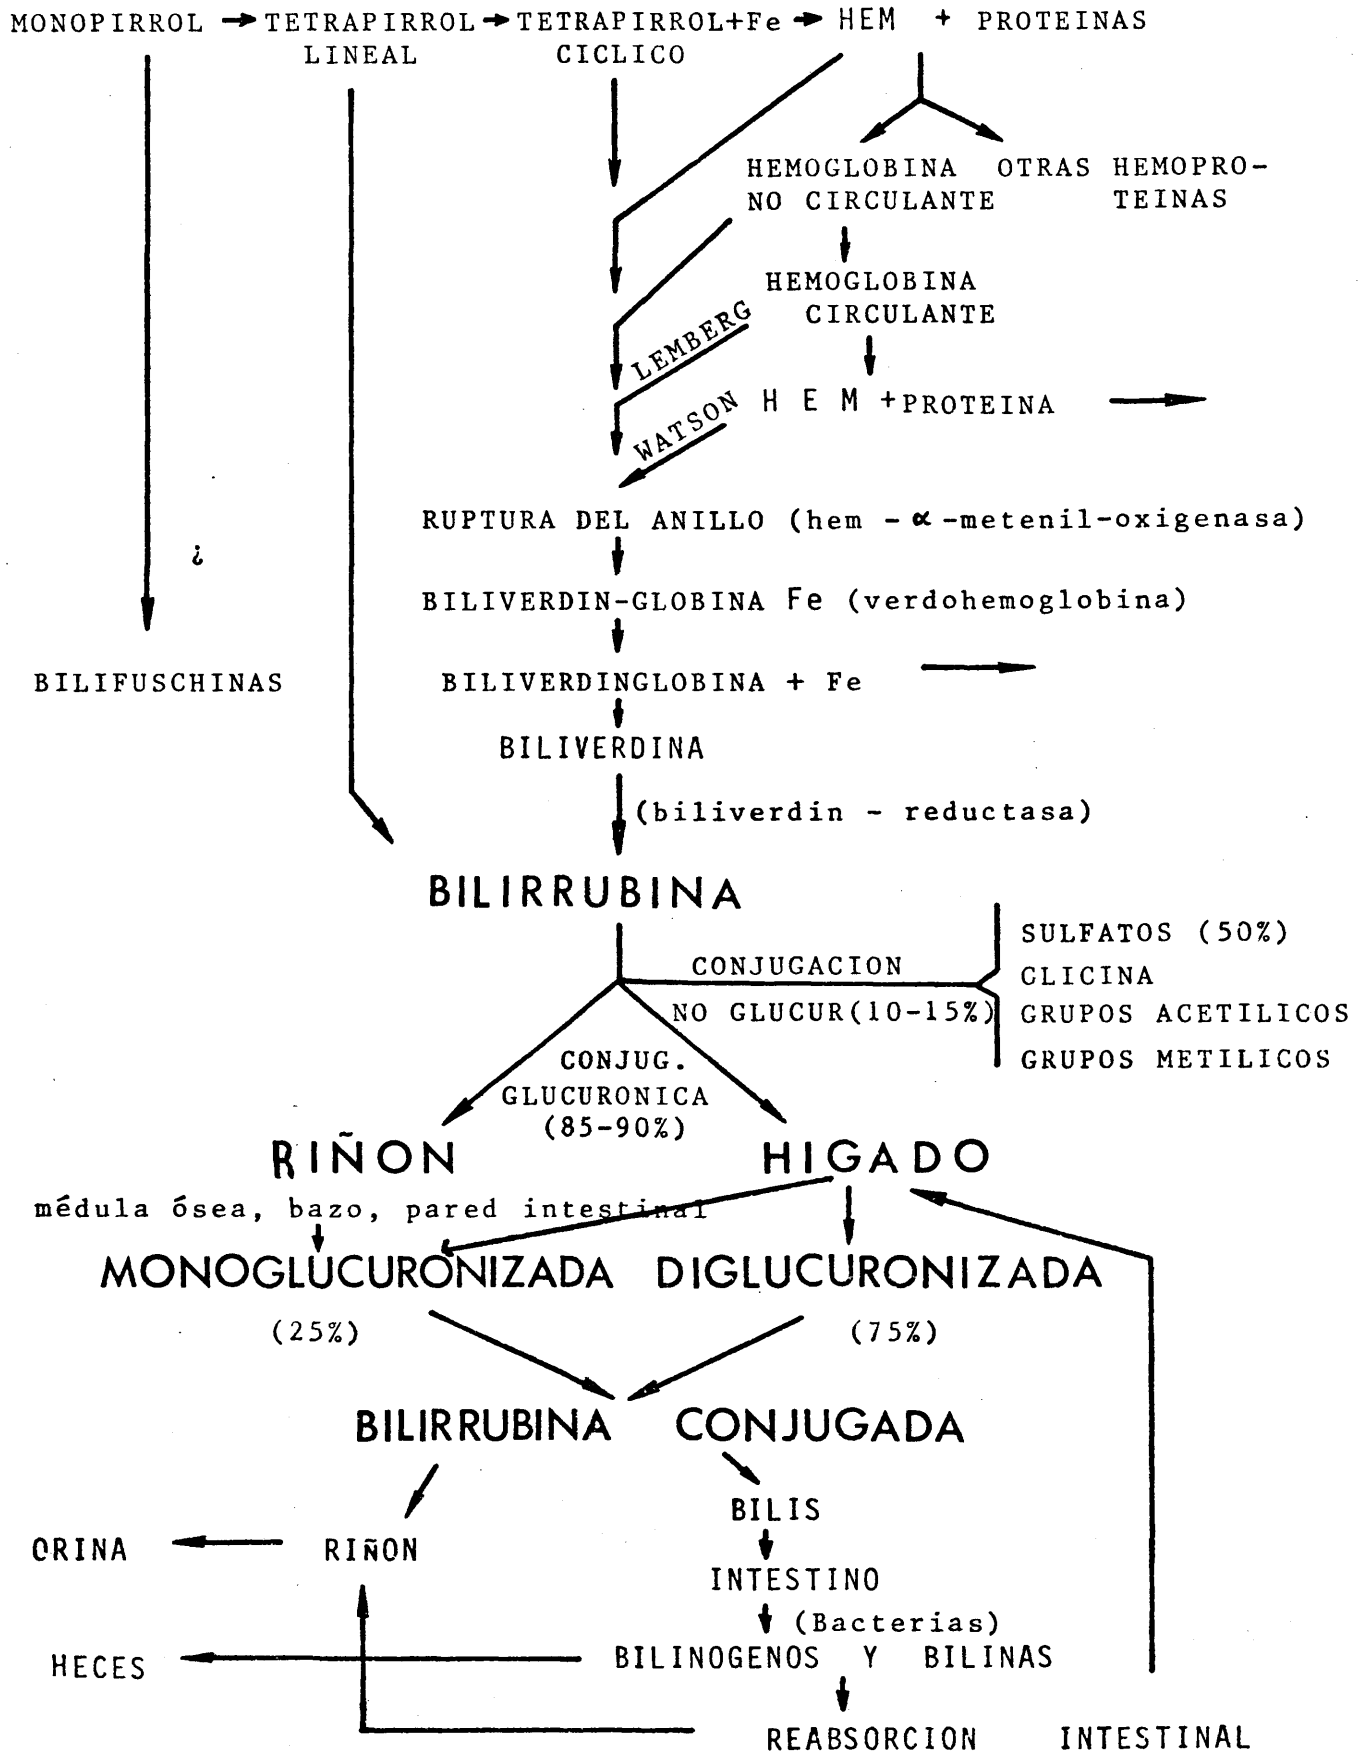 MONOPIRROL TETRAPIRROL TETRAPIRROL+Fe HEM + PROTEINAS
LINEAL CICLICO
HEMOGLOBINA OTRAS HEMOPRO-
NO CIRCULANTE TEINAS
HEMOGLOBINA
CIRCULANTE
LEMBERG
HEM +PROTEINA
WATSON
RUPTURA DEL ANILLO (hem - α -metenil-oxigenasa)
¿
BILIVERDIN-GLOBINA Fe (verdohemoglobina)
BILIFUSCHINAS BILIVERDINGLOBINA + Fe
BILIVERDINA
(biliverdin - reductasa)
BILIRRUBINA
SULFATOS (50%)
CONJUGACION
CLICINA
NO GLUCUR(10-15%) GRUPOS ACETILICOS
GRUPOS METILICOS
CONJUG.
GLUCURONICA
(85-90%)
RIÑON HIGADO
médula ósea, bazo, pared intestinal
MONOGLUCURONIZADA DIGLUCURONIZADA
(25%) (75%)
BILIRRUBINA CONJUGADA
BILIS
ORINA RIÑON
INTESTINO
(Bacterias)
HECES BILINOGENOS Y BILINAS
REABSORCION INTESTINAL